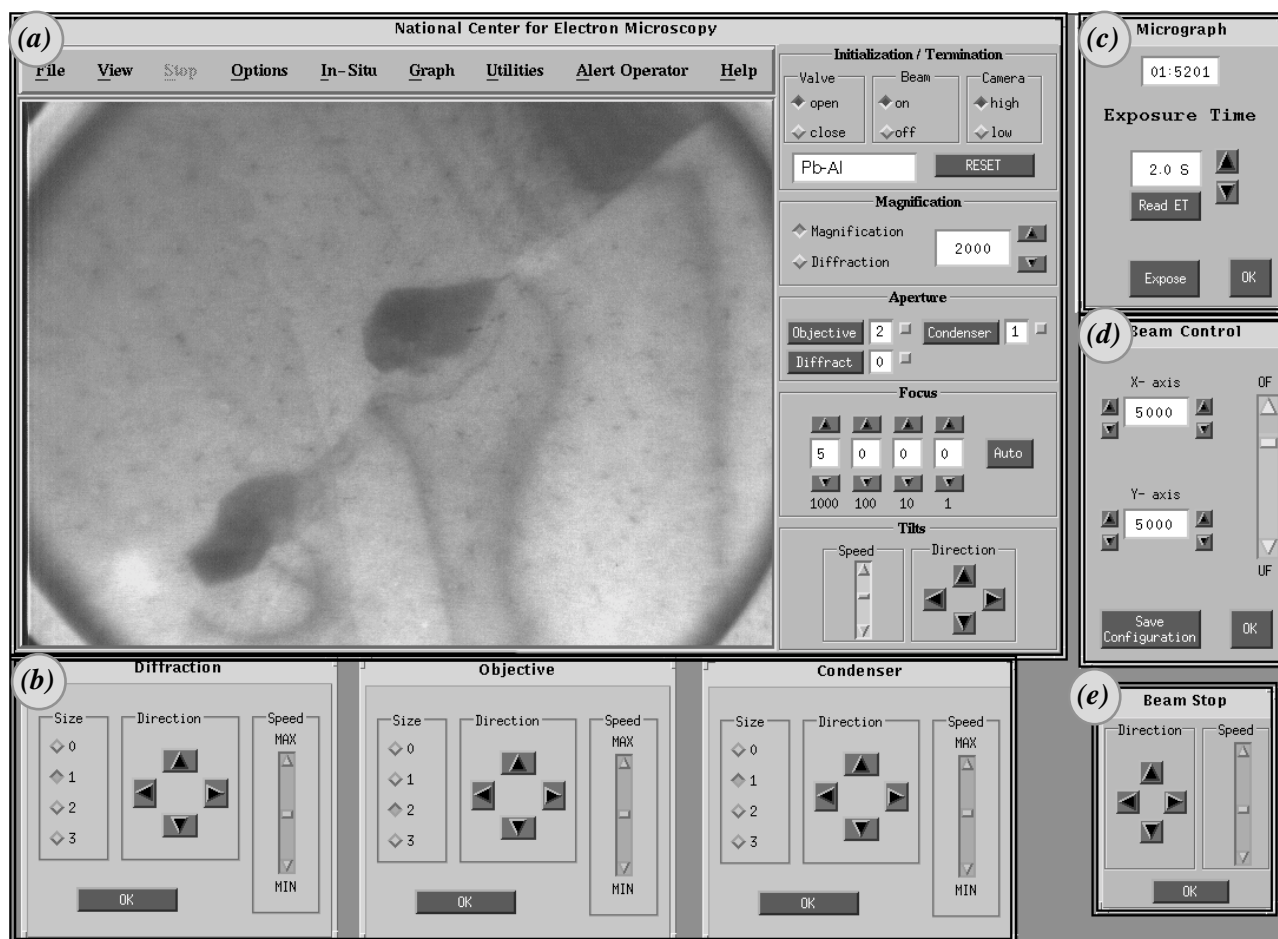 (a)
National Center for Electron Microscopy
File View Stop Options In-Situ Graph Utilities Alert Operator Help
Initialization / Termination
Valve Beam Camera
open on high
close off low
Pb-Al RESET
Magnification
Magnification
Diffraction
2000
Aperture
Objective 2 Condenser 1
Diffract 0
Focus
5 0 0 0 Auto
1000 100 10 1
Tilts
Speed Direction
(b)
Diffraction
Size Direction Speed
MAX
0
1
2
3
MIN
OK
Objective
Size Direction Speed
MAX
0
1
2
3
MIN
OK
Condenser
Size Direction Speed
MAX
0
1
2
3
MIN
OK
(c)
Micrograph
01:5201
Exposure Time
2.0 S
Read ET
Expose OK
(d)
Beam Control
X- axis OF
5000
Y- axis
5000
UF
Save
Configuration
OK
(e)
Beam Stop
Direction Speed
OK